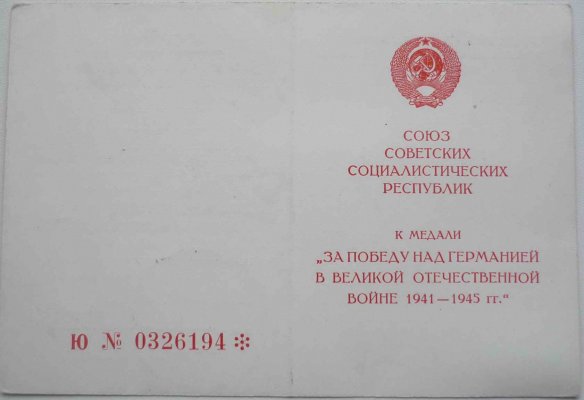 СОЮЗ
СОВЕТСКИХ
СОЦИАЛИСТИЧЕСКИХ
РЕСПУБЛИК
К МЕДАЛИ
„ЗА ПОБЕДУ НАД ГЕРМАНИЕЙ
В ВЕЛИКОЙ ОТЕЧЕСТВЕННОЙ
ВОЙНЕ 1941—1945 гг.“
Ю № 0326194